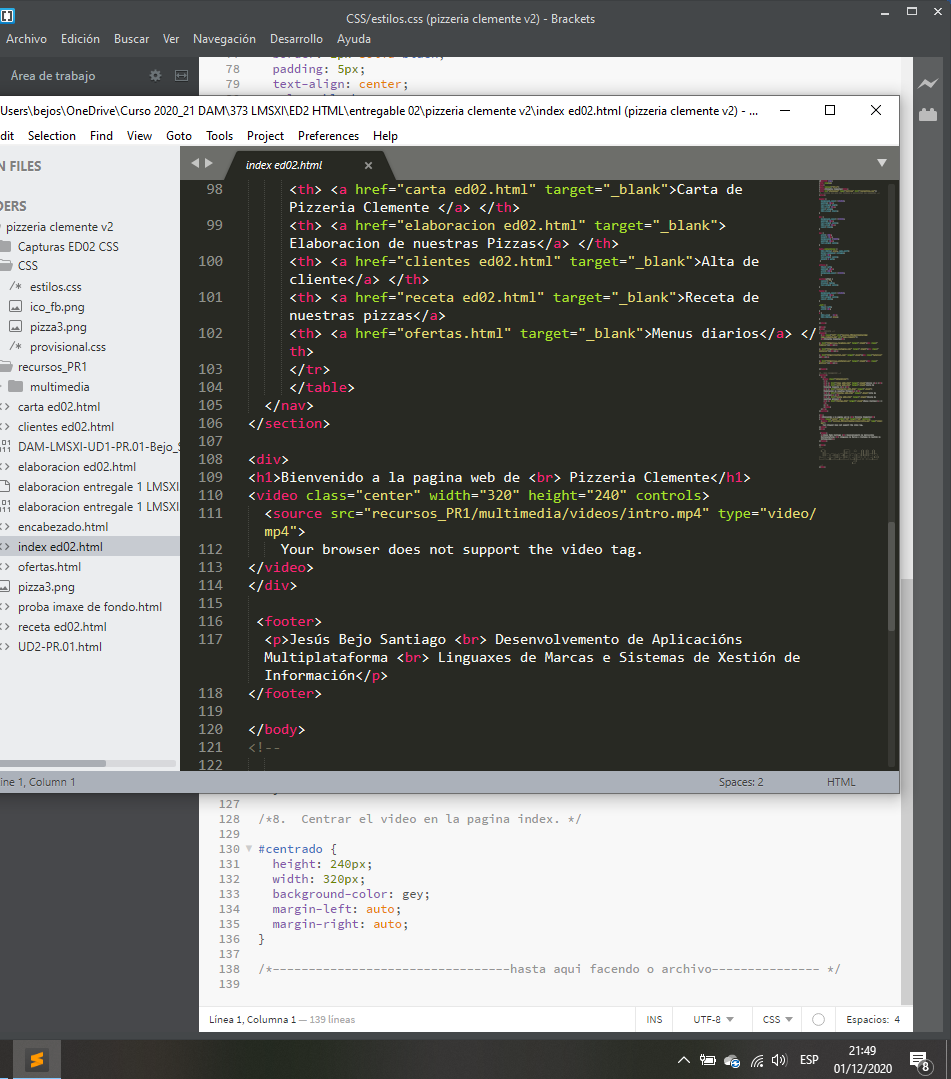 CSS/estilos.css (pizzeria clemente v2) - Brackets
Archivo Edición Buscar Ver Navegación Desarrollo Ayuda
Área de trabajo
78 padding: 5px;
79 text-align: center;
Users\bejos\OneDrive\Curso 2020_21 DAM\373 LMSXI\ED2 HTML\entregable 02\pizzeria clemente v2\index ed02.html (pizzeria clemente v2) - ...
dit Selection Find View Goto Tools Project Preferences Help
N FILES
DERS
pizzeria clemente v2
Capturas ED02 CSS
CSS
/* estilos.css
ico_fb.png
pizza3.png
/* provisional.css
recursos_PR1
multimedia
carta ed02.html
clientes ed02.html
DAM-LMSXI-UD1-PR.01-Bejo_S
elaboracion ed02.html
elaboracion entregale 1 LMSXI
elaboracion entregale 1 LMSXI
encabezado.html
index ed02.html
ofertas.html
pizza3.png
proba imaxe de fondo.html
receta ed02.html
UD2-PR.01.html
index ed02.html ×
98 <th> <a href="carta ed02.html" target="_blank">Carta de
Pizzeria Clemente </a> </th>
99 <th> <a href="elaboracion ed02.html" target="_blank">
Elaboracion de nuestras Pizzas</a> </th>
100 <th> <a href="clientes ed02.html" target="_blank">Alta de
cliente</a> </th>
101 <th> <a href="receta ed02.html" target="_blank">Receta de
nuestras pizzas</a>
102 <th> <a href="ofertas.html" target="_blank">Menus diarios</a> </
th>
103 </tr>
104 </table>
105 </nav>
106 </section>
107
108 <div>
109 <h1>Bienvenido a la pagina web de <br> Pizzeria Clemente</h1>
110 <video class="center" width="320" height="240" controls>
111 <source src="recursos_PR1/multimedia/videos/intro.mp4" type="video/
mp4">
112 Your browser does not support the video tag.
113 </video>
114 </div>
115
116 <footer>
117 <p>Jesús Bejo Santiago <br> Desenvolvemento de Aplicacións
Multiplataforma <br> Linguaxes de Marcas e Sistemas de Xestión de
Información</p>
118 </footer>
119
120 </body>
121 <!--
122
ine 1, Column 1 Spaces: 2 HTML
127
128 /*8. Centrar el video en la pagina index. */
129
130 #centrado {
131 height: 240px;
132 width: 320px;
133 background-color: gey;
134 margin-left: auto;
135 margin-right: auto;
136 }
137
138 /*---------------------------------hasta aqui facendo o archivo--------------- */
139
Línea 1, Columna 1 — 139 líneas INS UTF-8 CSS Espacios: 4
ESP 21:49
01/12/2020 8